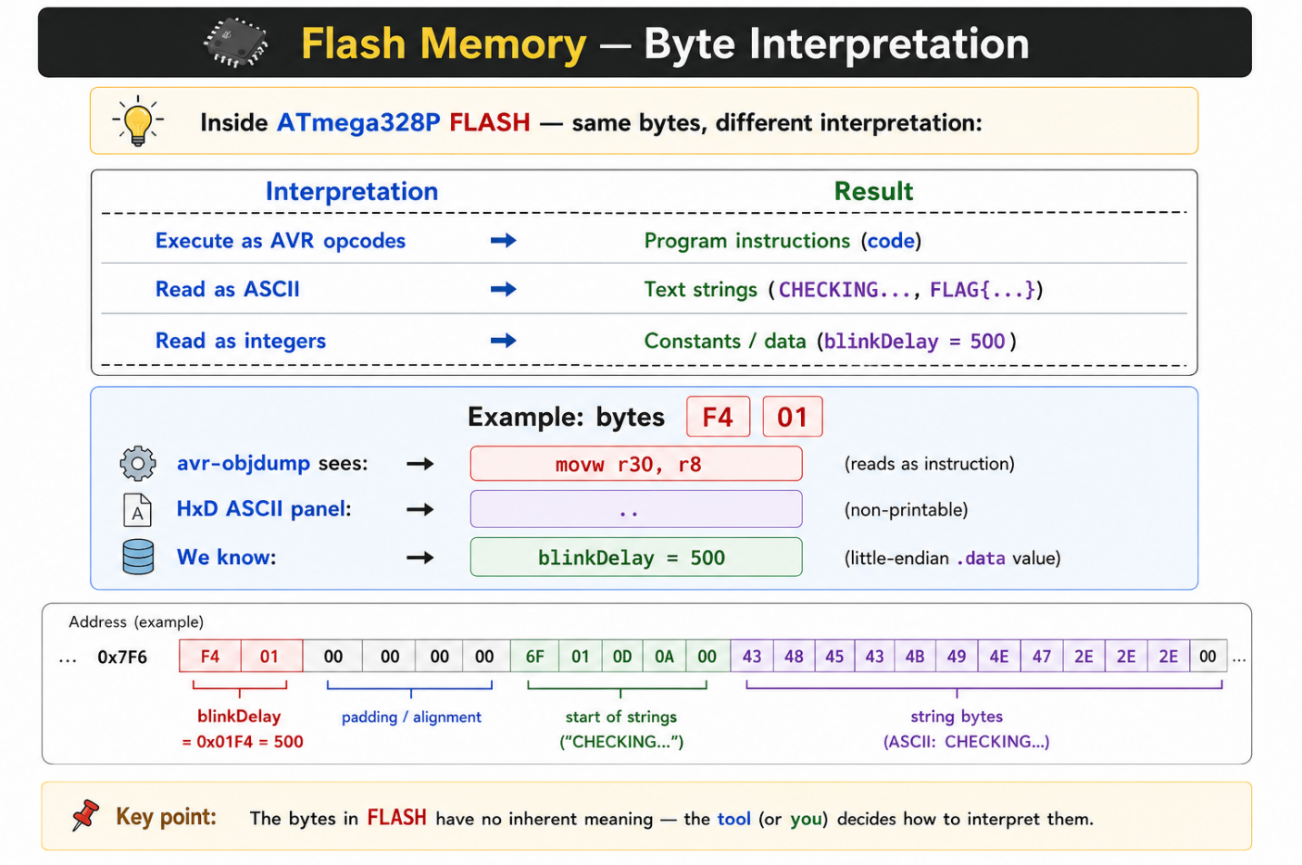 Flash Memory — Byte Interpretation
Inside ATmega328P FLASH — same bytes, different interpretation:
Interpretation Result
Execute as AVR opcodes → Program instructions (code)
Read as ASCII → Text strings (CHECKING..., FLAG{...})
Read as integers → Constants / data (blinkDelay = 500)
Example: bytes F4 01
avr-objdump sees: → movw r30, r8 (reads as instruction)
A HxD ASCII panel: → .. (non-printable)
We know: → blinkDelay = 500 (little-endian .data value)
Address (example)
... 0x7F6 F4 01 00 00 00 00 6F 01 0D 0A 00 43 48 45 43 4B 49 4E 47 2E 2E 2E 00 ...
blinkDelay padding / alignment start of strings string bytes
= 0x01F4 = 500 ("CHECKING...") (ASCII: CHECKING...)
Key point: The bytes in FLASH have no inherent meaning — the tool (or you) decides how to interpret them.